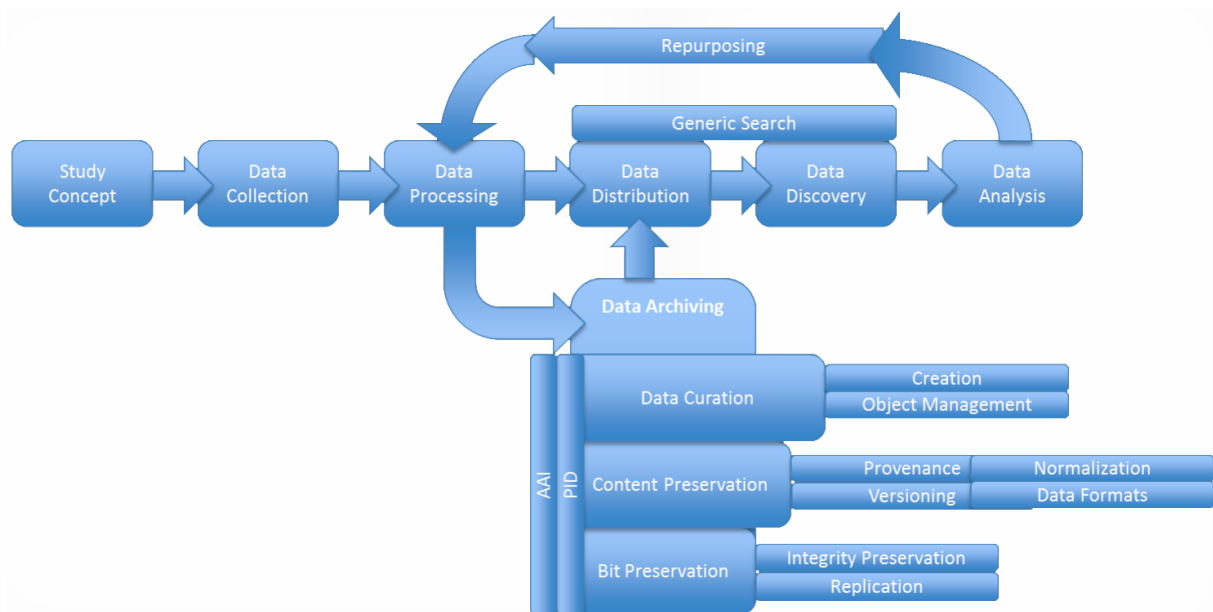 Repurposing
Generic Search
Study
Concept
Data
Collection
Data
Processing
Data
Distribution
Data
Discovery
Data
Analysis
Data Archiving
AAI
PID
Data Curation
Creation
Object Management
Content Preservation
Provenance
Normalization
Versioning
Data Formats
Bit Preservation
Integrity Preservation
Replication